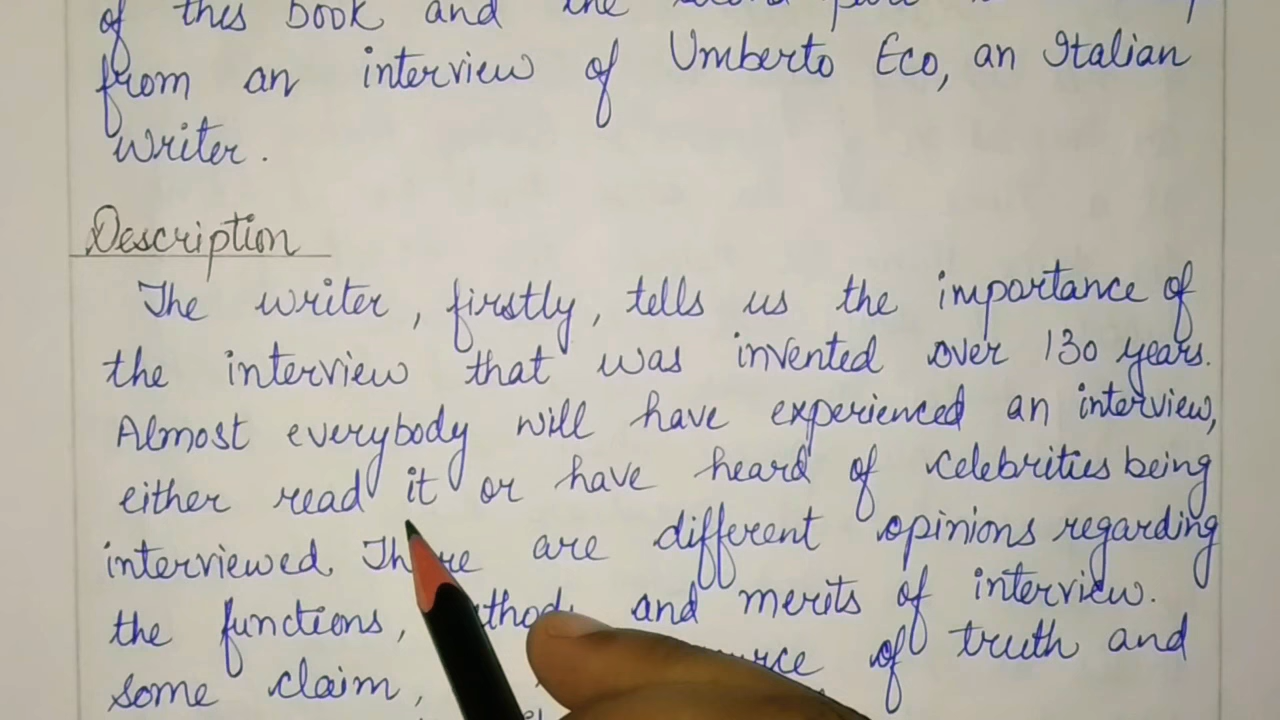 of this book and the second part is
from an interview of Umberto Eco, an Italian
writer.
Description
The writer, firstly, tells us the importance of
the interview that was invented over 130 years.
Almost everybody will have experienced an interview,
either read it or have heard of celebrities being
interviewed. There are different opinions regarding
the functions, and merits of interview.
some claim, of truth and